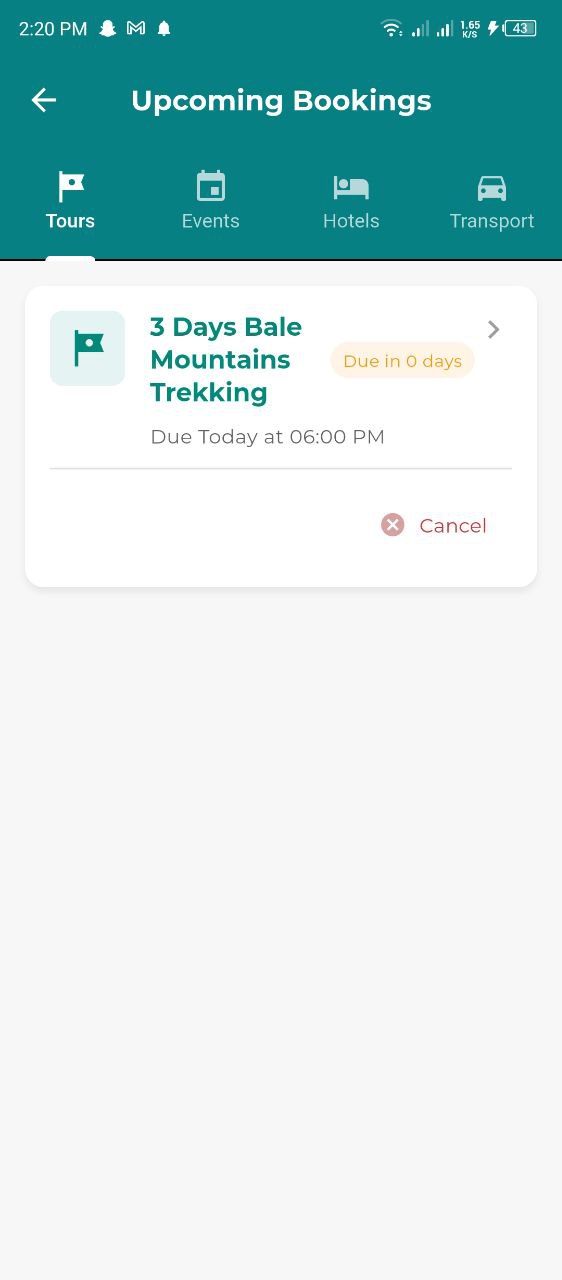 2:20 PM
1.65
K/S
43
Upcoming Bookings
Tours
Events
Hotels
Transport
3 Days Bale
Mountains
Trekking
Due in 0 days
Due Today at 06:00 PM
Cancel